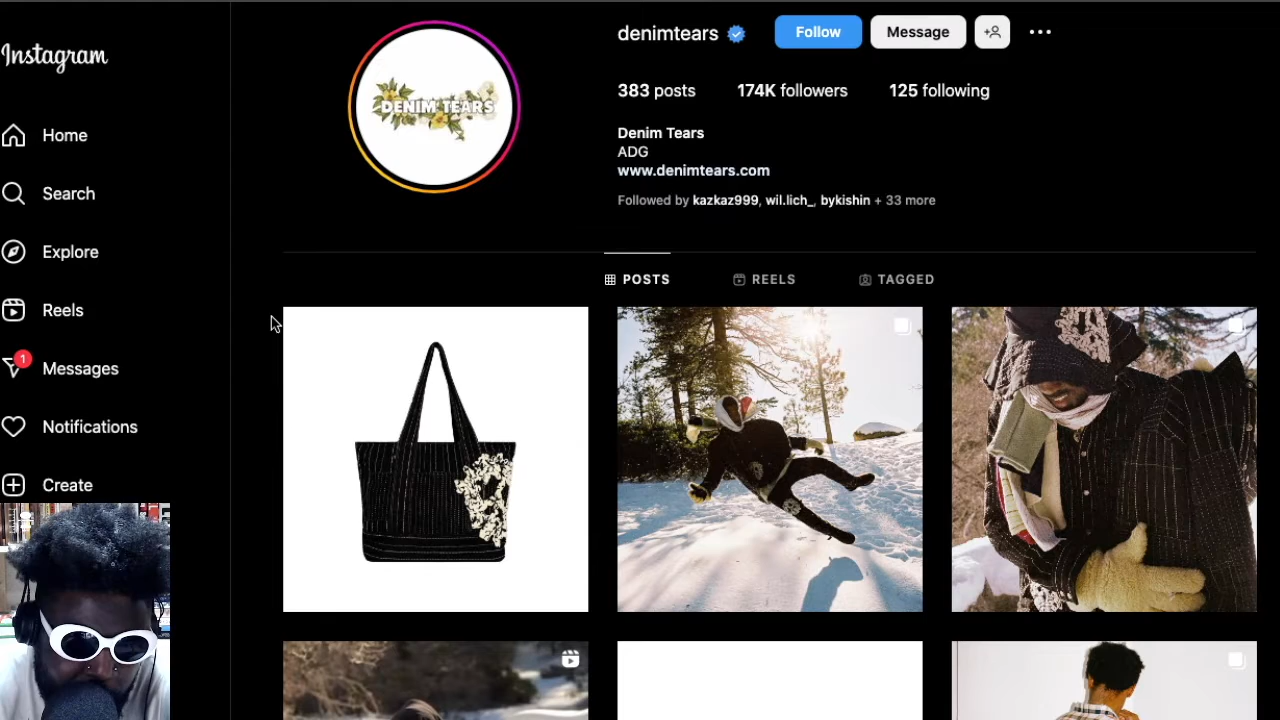 Instagram
Home
Search
Explore
Reels
1
Messages
Notifications
Create
DENIM TEARS
denimtears
Follow
Message
383 posts 174K followers 125 following
Denim Tears
ADG
www.denimtears.com
Followed by kazkaz999, wil.lich_, bykishin + 33 more
POSTS REELS TAGGED